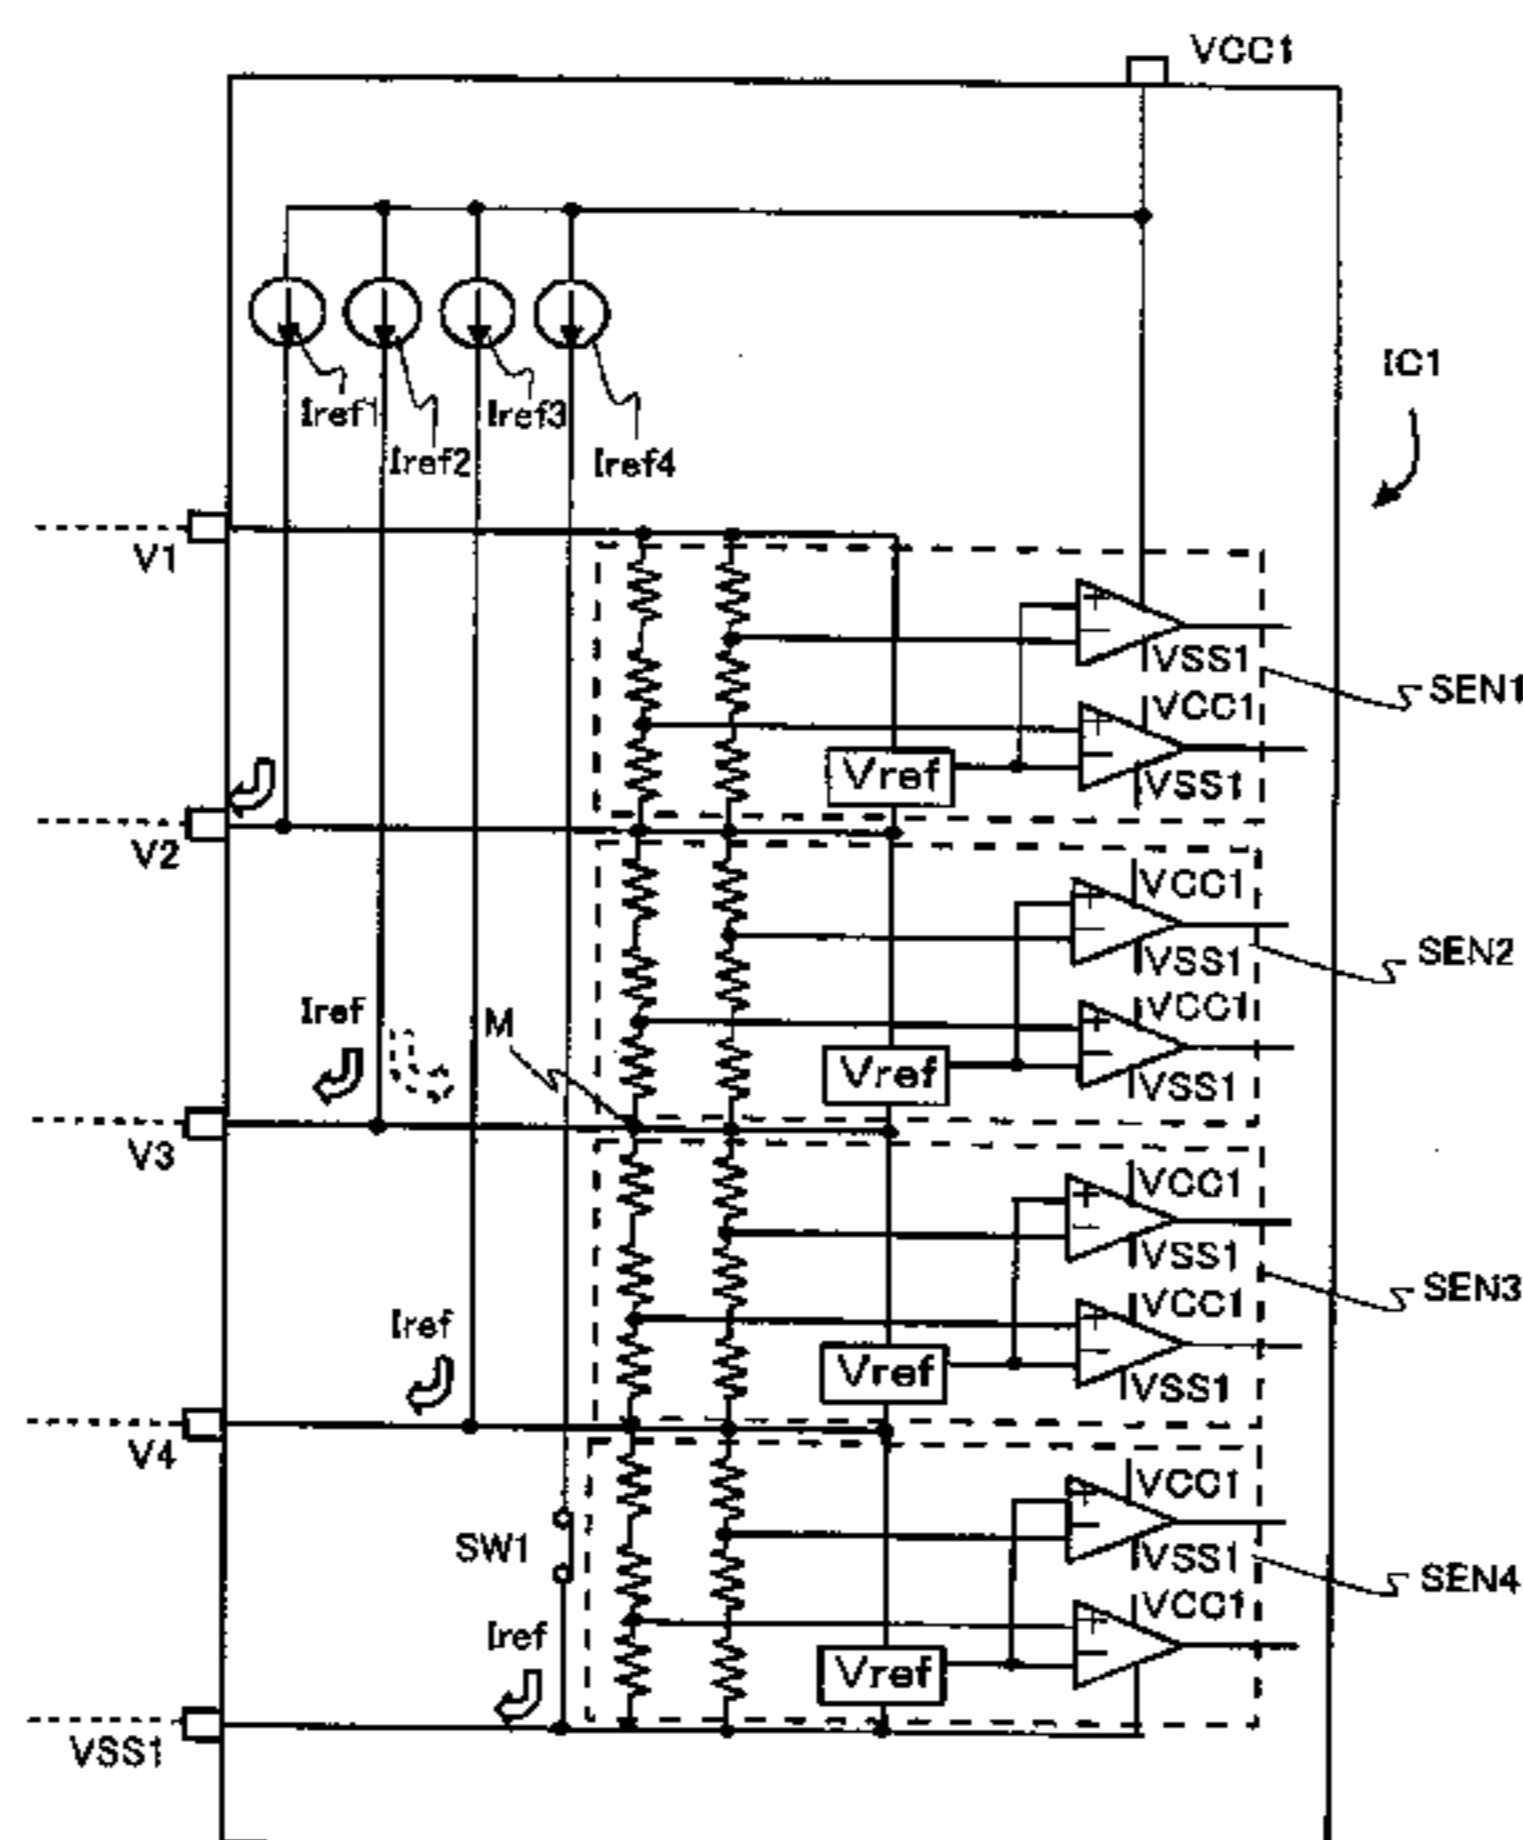 VCC1
IC1
Iref1
Iref3
Iref2
Iref4
V1
+
−
VSS1
SEN1
VCC1
+
−
Vref
VSS1
V2
VCC1
+
−
VSS1
SEN2
Iref
M
VCC1
+
−
Vref
VSS1
V3
VCC1
+
−
VSS1
SEN3
Iref
VCC1
+
−
Vref
VSS1
V4
VCC1
+
−
SW1
VSS1
SEN4
VCC1
Iref
+
−
Vref
VSS1